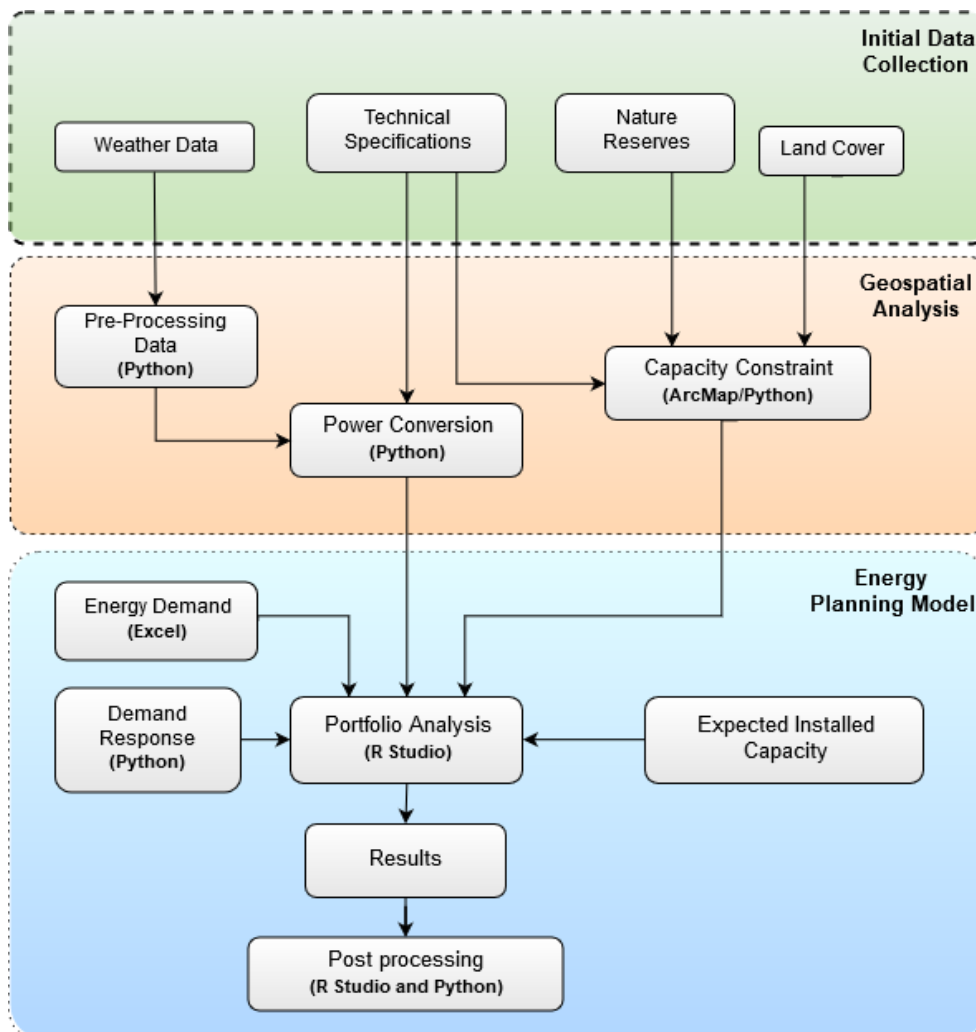 Initial Data
Collection
Weather Data
Technical
Specifications
Nature
Reserves
Land Cover
Geospatial
Analysis
Pre-Processing
Data
(Python)
Capacity Constraint
(ArcMap/Python)
Power Conversion
(Python)
Energy
Planning Model
Energy Demand
(Excel)
Demand
Response
(Python)
Portfolio Analysis
(R Studio)
Expected Installed
Capacity
Results
Post processing
(R Studio and Python)